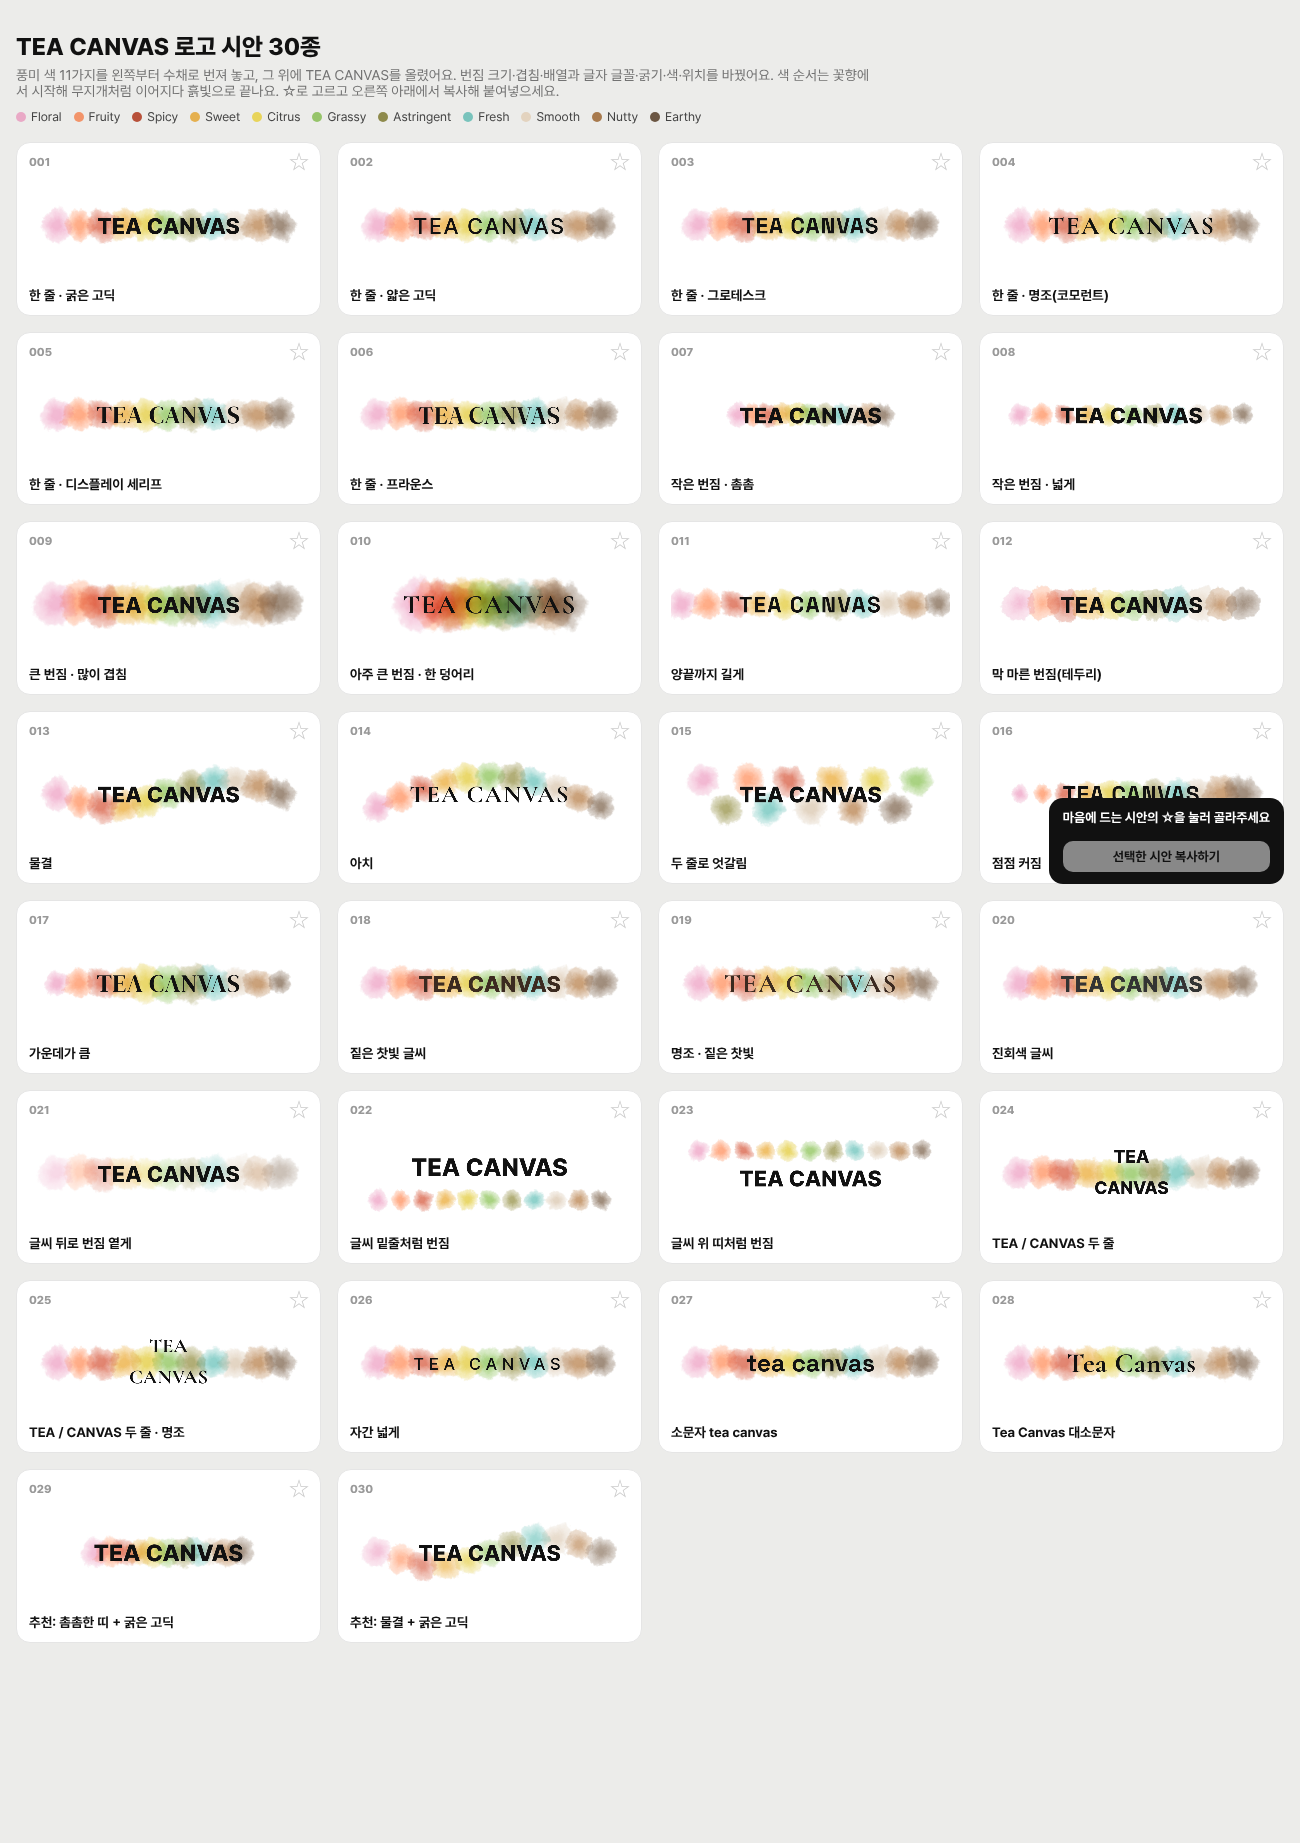 TEA CANVAS 로고 시안 30종
풍미 색 11가지를 왼쪽부터 수채로 번져 놓고, 그 위에 TEA CANVAS를 올렸어요. 번짐 크기·겹침·배열과 글자 글꼴·굵기·색·위치를 바꿨어요. 색 순서는 꽃향에
서 시작해 무지개처럼 이어지다 흙빛으로 끝나요. ☆로 고르고 오른쪽 아래에서 복사해 붙여넣으세요.
Floral Fruity Spicy Sweet Citrus Grassy Astringent Fresh Smooth Nutty Earthy
001 ☆ 002 ☆ 003 ☆ 004 ☆
TEA CANVAS TEA CANVAS TEA CANVAS TEA CANVAS
한 줄 · 굵은 고딕 한 줄 · 얇은 고딕 한 줄 · 그로테스크 한 줄 · 명조(코모런트)
005 ☆ 006 ☆ 007 ☆ 008 ☆
TEA CANVAS TEA CANVAS TEA CANVAS TEA CANVAS
한 줄 · 디스플레이 세리프 한 줄 · 프라운스 작은 번짐 · 촘촘 작은 번짐 · 넓게
009 ☆ 010 ☆ 011 ☆ 012 ☆
TEA CANVAS TEA CANVAS TEA CANVAS TEA CANVAS
큰 번짐 · 많이 겹침 아주 큰 번짐 · 한 덩어리 양끝까지 길게 막 마른 번짐(테두리)
013 ☆ 014 ☆ 015 ☆ 016 ☆
TEA CANVAS TEA CANVAS TEA CANVAS TEA CANVAS
물결 아치 두 줄로 엇갈림 점점 커짐
마음에 드는 시안의 ☆을 눌러 골라주세요
선택한 시안 복사하기
017 ☆ 018 ☆ 019 ☆ 020 ☆
TEA CANVAS TEA CANVAS TEA CANVAS TEA CANVAS
가운데가 큼 짙은 찻빛 글씨 명조 · 짙은 찻빛 진회색 글씨
021 ☆ 022 ☆ 023 ☆ 024 ☆
TEA CANVAS TEA CANVAS TEA CANVAS TEA
CANVAS
글씨 뒤로 번짐 옅게 글씨 밑줄처럼 번짐 글씨 위 띠처럼 번짐 TEA / CANVAS 두 줄
025 ☆ 026 ☆ 027 ☆ 028 ☆
TEA
CANVAS TEA CANVAS tea canvas Tea Canvas
TEA / CANVAS 두 줄 · 명조 자간 넓게 소문자 tea canvas Tea Canvas 대소문자
029 ☆ 030 ☆
TEA CANVAS TEA CANVAS
추천: 촘촘한 띠 + 굵은 고딕 추천: 물결 + 굵은 고딕